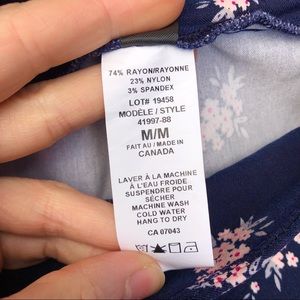 74% RAYON/RAYONNE
23% NYLON
3% SPANDEX
LOT# 19458
MODÈLE / STYLE
41997-88
M/M
FAIT AU / MADE IN
CANADA
LAVER À LA MACHINE
À L'EAU FROIDE
SUSPENDRE POUR
SÉCHER
MACHINE WASH
COLD WATER
HANG TO DRY
CA 07043